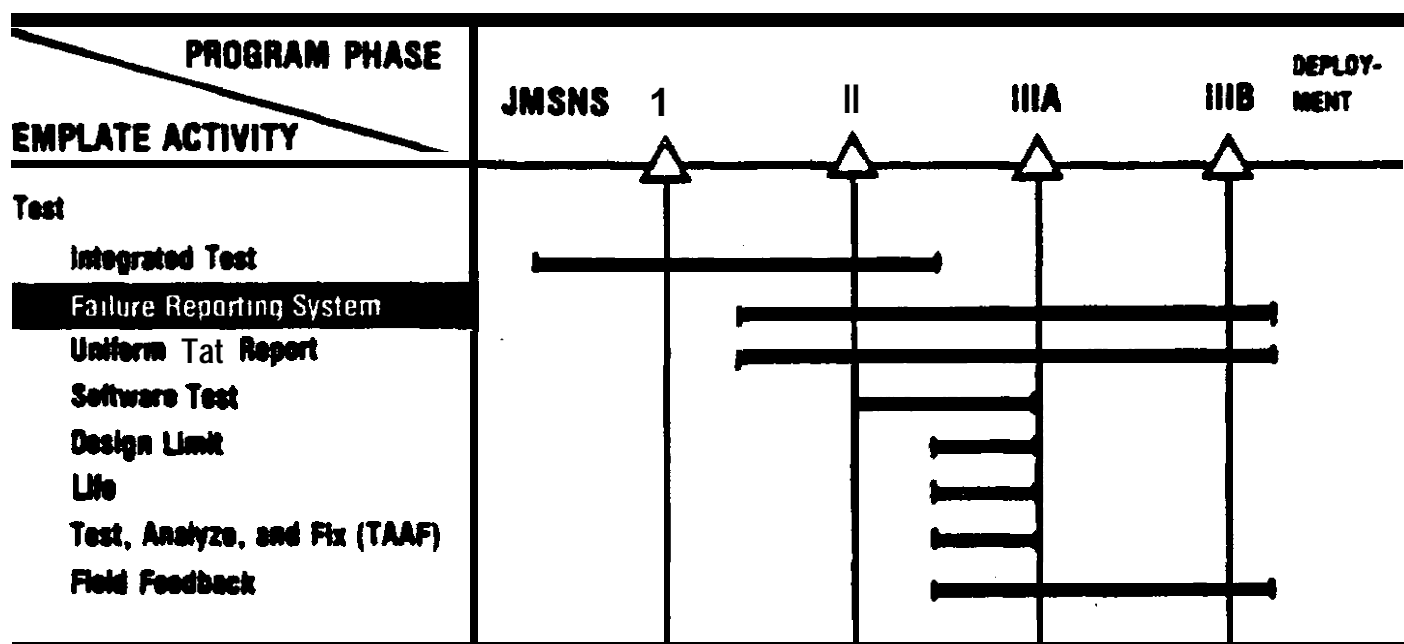 PROGRAM PHASE
EMPLATE ACTIVITY
JMSNS 1 II IIIA IIIB DEPLOY-
MENT
Test
Integrated Test
Failure Reporting System
Uniform Tat Report
Software Test
Design Limit
Life
Test, Analyze, and Fix (TAAF)
Field Feedback